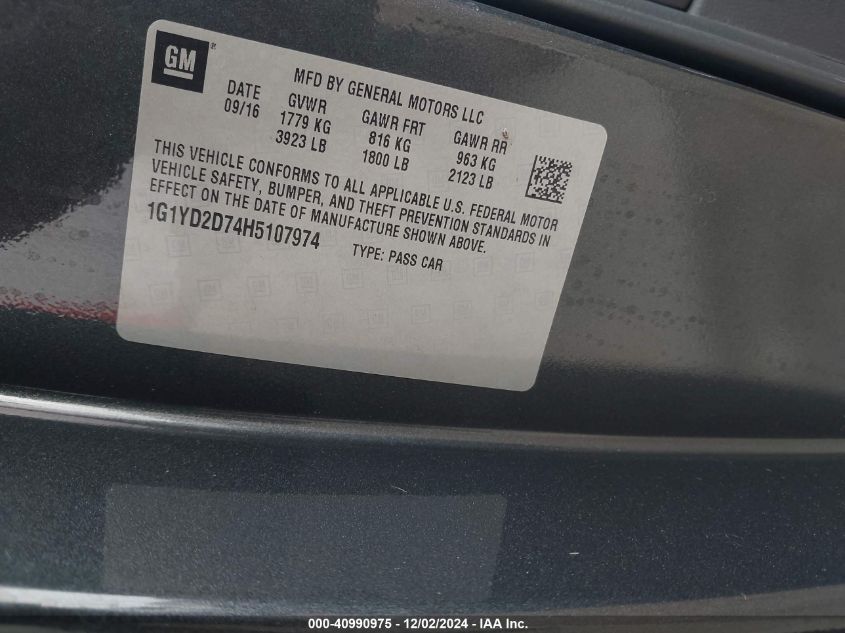 GM®
MFD BY GENERAL MOTORS LLC
DATE GVWR GAWR FRT GAWR RR
09/16 1779 KG 816 KG 963 KG
3923 LB 1800 LB 2123 LB
THIS VEHICLE CONFORMS TO ALL APPLICABLE U.S. FEDERAL MOTOR
VEHICLE SAFETY, BUMPER, AND THEFT PREVENTION STANDARDS IN
EFFECT ON THE DATE OF MANUFACTURE SHOWN ABOVE.
1G1YD2D74H5107974 TYPE: PASS CAR
000-40990975 - 12/02/2024 - IAA Inc.